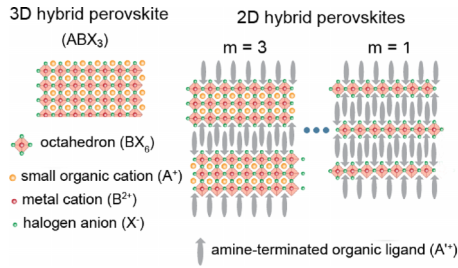 3D hybrid perovskite
(ABX₃)
2D hybrid perovskites
m = 3
m = 1
octahedron (BX₆)
small organic cation (A⁺)
metal cation (B²⁺)
halogen anion (X⁻)
amine-terminated organic ligand (A'⁺)